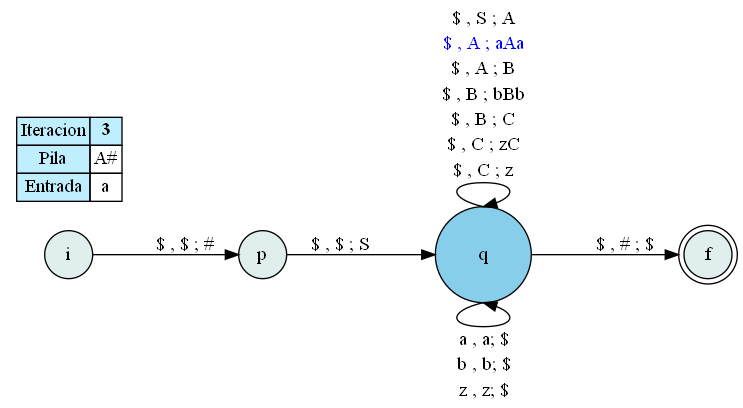 $ , S ; A
$ , A ; aAa
$ , A ; B
$ , B ; bBb
$ , B ; C
$ , C ; zC
$ , C ; z
Iteracion 3
Pila A#
Entrada a
i $ , $ ; # p $ , $ ; S q $ , # ; $ f
a , a; $
b , b; $
z , z; $